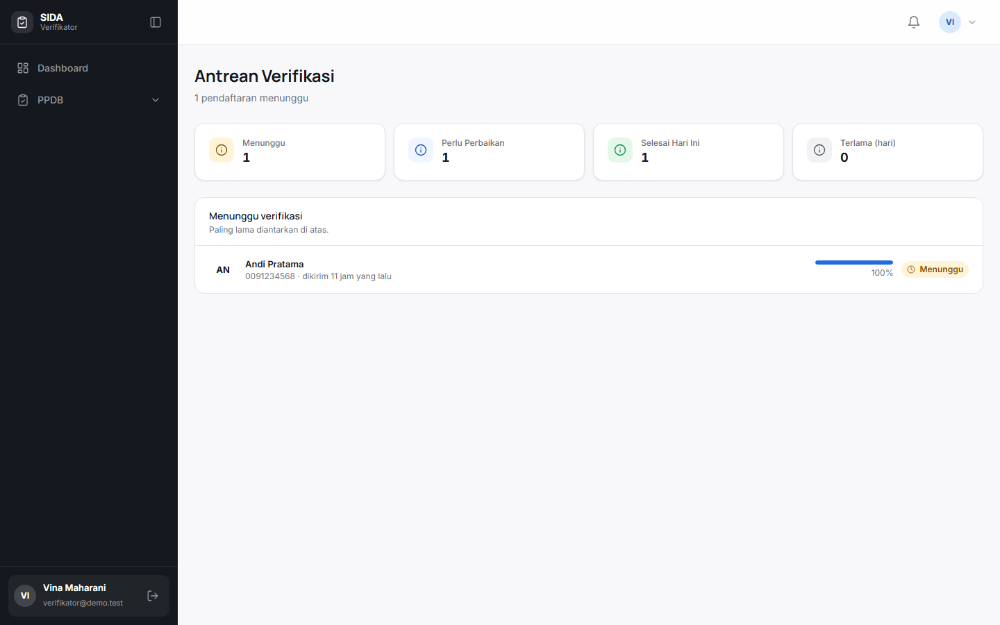 SIDA
Verifikator
Dashboard
PPDB
VI
Vina Maharani
verifikator@demo.test
VI
Antrean Verifikasi
1 pendaftaran menunggu
Menunggu
1
Perlu Perbaikan
1
Selesai Hari Ini
1
Terlama (hari)
0
Menunggu verifikasi
Paling lama diantarkan di atas.
AN
Andi Pratama
0091234568 · dikirim 11 jam yang lalu
100%
Menunggu